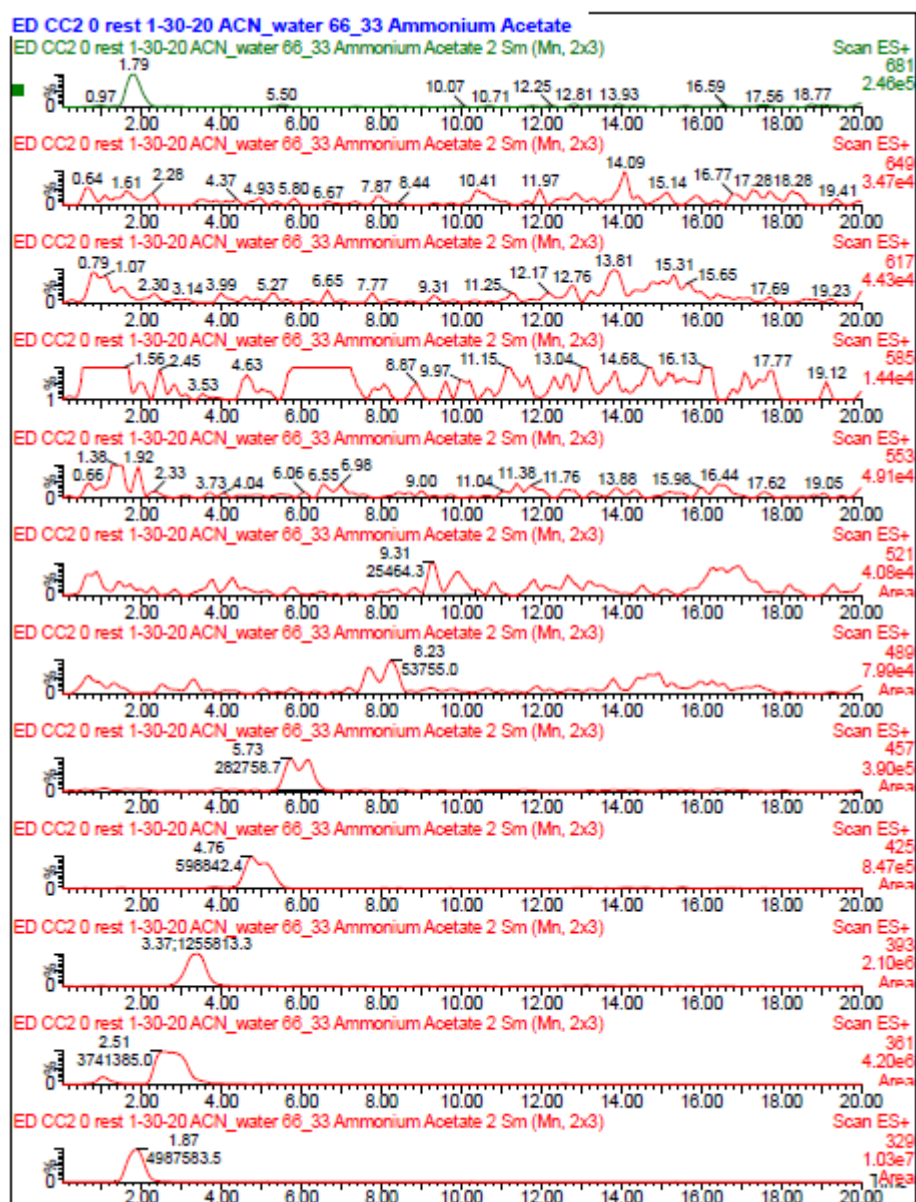 ED CC2 0 rest 1-30-20 ACN_water 66_33 Ammonium Acetate
ED CC2 0 rest 1-30-20 ACN_water 66_33 Ammonium Acetate 2 Sm (Mn, 2x3) Scan ES+
681
2.46e5
% 0
0.97 1.79 5.50 10.07 10.71 12.25 12.81 13.93 16.59 17.56 18.77
2.00 4.00 6.00 8.00 10.00 12.00 14.00 16.00 18.00 20.00
ED CC2 0 rest 1-30-20 ACN_water 66_33 Ammonium Acetate 2 Sm (Mn, 2x3) Scan ES+
649
3.47e4
% 0
0.64 1.61 2.28 4.37 4.93 5.80 6.67 7.87 8.44 10.41 11.97 14.09 15.14 16.77 17.28 18.28 19.41
2.00 4.00 6.00 8.00 10.00 12.00 14.00 16.00 18.00 20.00
ED CC2 0 rest 1-30-20 ACN_water 66_33 Ammonium Acetate 2 Sm (Mn, 2x3) Scan ES+
617
4.43e4
% 0
0.79 1.07 2.30 3.14 3.99 5.27 6.65 7.77 9.31 11.25 12.17 12.76 13.81 15.31 15.65 17.69 19.23
2.00 4.00 6.00 8.00 10.00 12.00 14.00 16.00 18.00 20.00
ED CC2 0 rest 1-30-20 ACN_water 66_33 Ammonium Acetate 2 Sm (Mn, 2x3) Scan ES+
585
1.44e4
% 1
1.56 2.45 3.53 4.63 8.87 9.97 11.15 13.04 14.68 16.13 17.77 19.12
2.00 4.00 6.00 8.00 10.00 12.00 14.00 16.00 18.00 20.00
ED CC2 0 rest 1-30-20 ACN_water 66_33 Ammonium Acetate 2 Sm (Mn, 2x3) Scan ES+
553
4.91e4
% 0
0.66 1.38 1.92 2.33 3.73 4.04 6.06 6.55 6.98 9.00 11.04 11.38 11.76 13.88 15.98 16.44 17.62 19.05
2.00 4.00 6.00 8.00 10.00 12.00 14.00 16.00 18.00 20.00
ED CC2 0 rest 1-30-20 ACN_water 66_33 Ammonium Acetate 2 Sm (Mn, 2x3) Scan ES+
521
4.08e4
Area
9.31
25464.3
% 0
2.00 4.00 6.00 8.00 10.00 12.00 14.00 16.00 18.00 20.00
ED CC2 0 rest 1-30-20 ACN_water 66_33 Ammonium Acetate 2 Sm (Mn, 2x3) Scan ES+
489
7.99e4
Area
8.23
53755.0
% 0
2.00 4.00 6.00 8.00 10.00 12.00 14.00 16.00 18.00 20.00
ED CC2 0 rest 1-30-20 ACN_water 66_33 Ammonium Acetate 2 Sm (Mn, 2x3) Scan ES+
457
3.90e5
Area
5.73
282758.7
% 0
2.00 4.00 6.00 8.00 10.00 12.00 14.00 16.00 18.00 20.00
ED CC2 0 rest 1-30-20 ACN_water 66_33 Ammonium Acetate 2 Sm (Mn, 2x3) Scan ES+
425
8.47e5
Area
4.76
598842.4
% 0
2.00 4.00 6.00 8.00 10.00 12.00 14.00 16.00 18.00 20.00
ED CC2 0 rest 1-30-20 ACN_water 66_33 Ammonium Acetate 2 Sm (Mn, 2x3) Scan ES+
393
2.10e6
Area
3.37;1255813.3
% 0
2.00 4.00 6.00 8.00 10.00 12.00 14.00 16.00 18.00 20.00
ED CC2 0 rest 1-30-20 ACN_water 66_33 Ammonium Acetate 2 Sm (Mn, 2x3) Scan ES+
361
4.20e6
Area
2.51
3741385.0
% 0
2.00 4.00 6.00 8.00 10.00 12.00 14.00 16.00 18.00 20.00
ED CC2 0 rest 1-30-20 ACN_water 66_33 Ammonium Acetate 2 Sm (Mn, 2x3) Scan ES+
329
1.03e7
Area
1.87
4987583.5
% 0
2.00 4.00 6.00 8.00 10.00 12.00 14.00 16.00 18.00 20.00